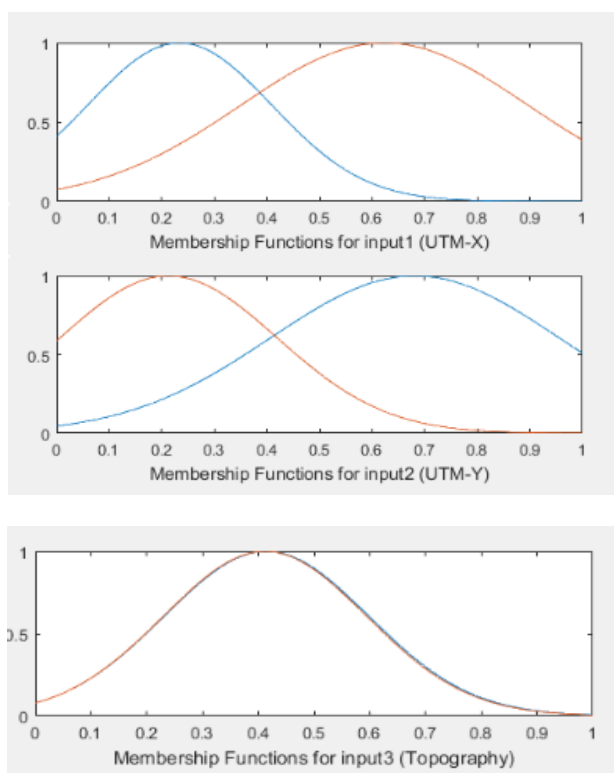 1
0.5
0
0 0.1 0.2 0.3 0.4 0.5 0.6 0.7 0.8 0.9 1
Membership Functions for input1 (UTM-X)
1
0.5
0
0 0.1 0.2 0.3 0.4 0.5 0.6 0.7 0.8 0.9 1
Membership Functions for input2 (UTM-Y)
1
0.5
0
0 0.1 0.2 0.3 0.4 0.5 0.6 0.7 0.8 0.9 1
Membership Functions for input3 (Topography)